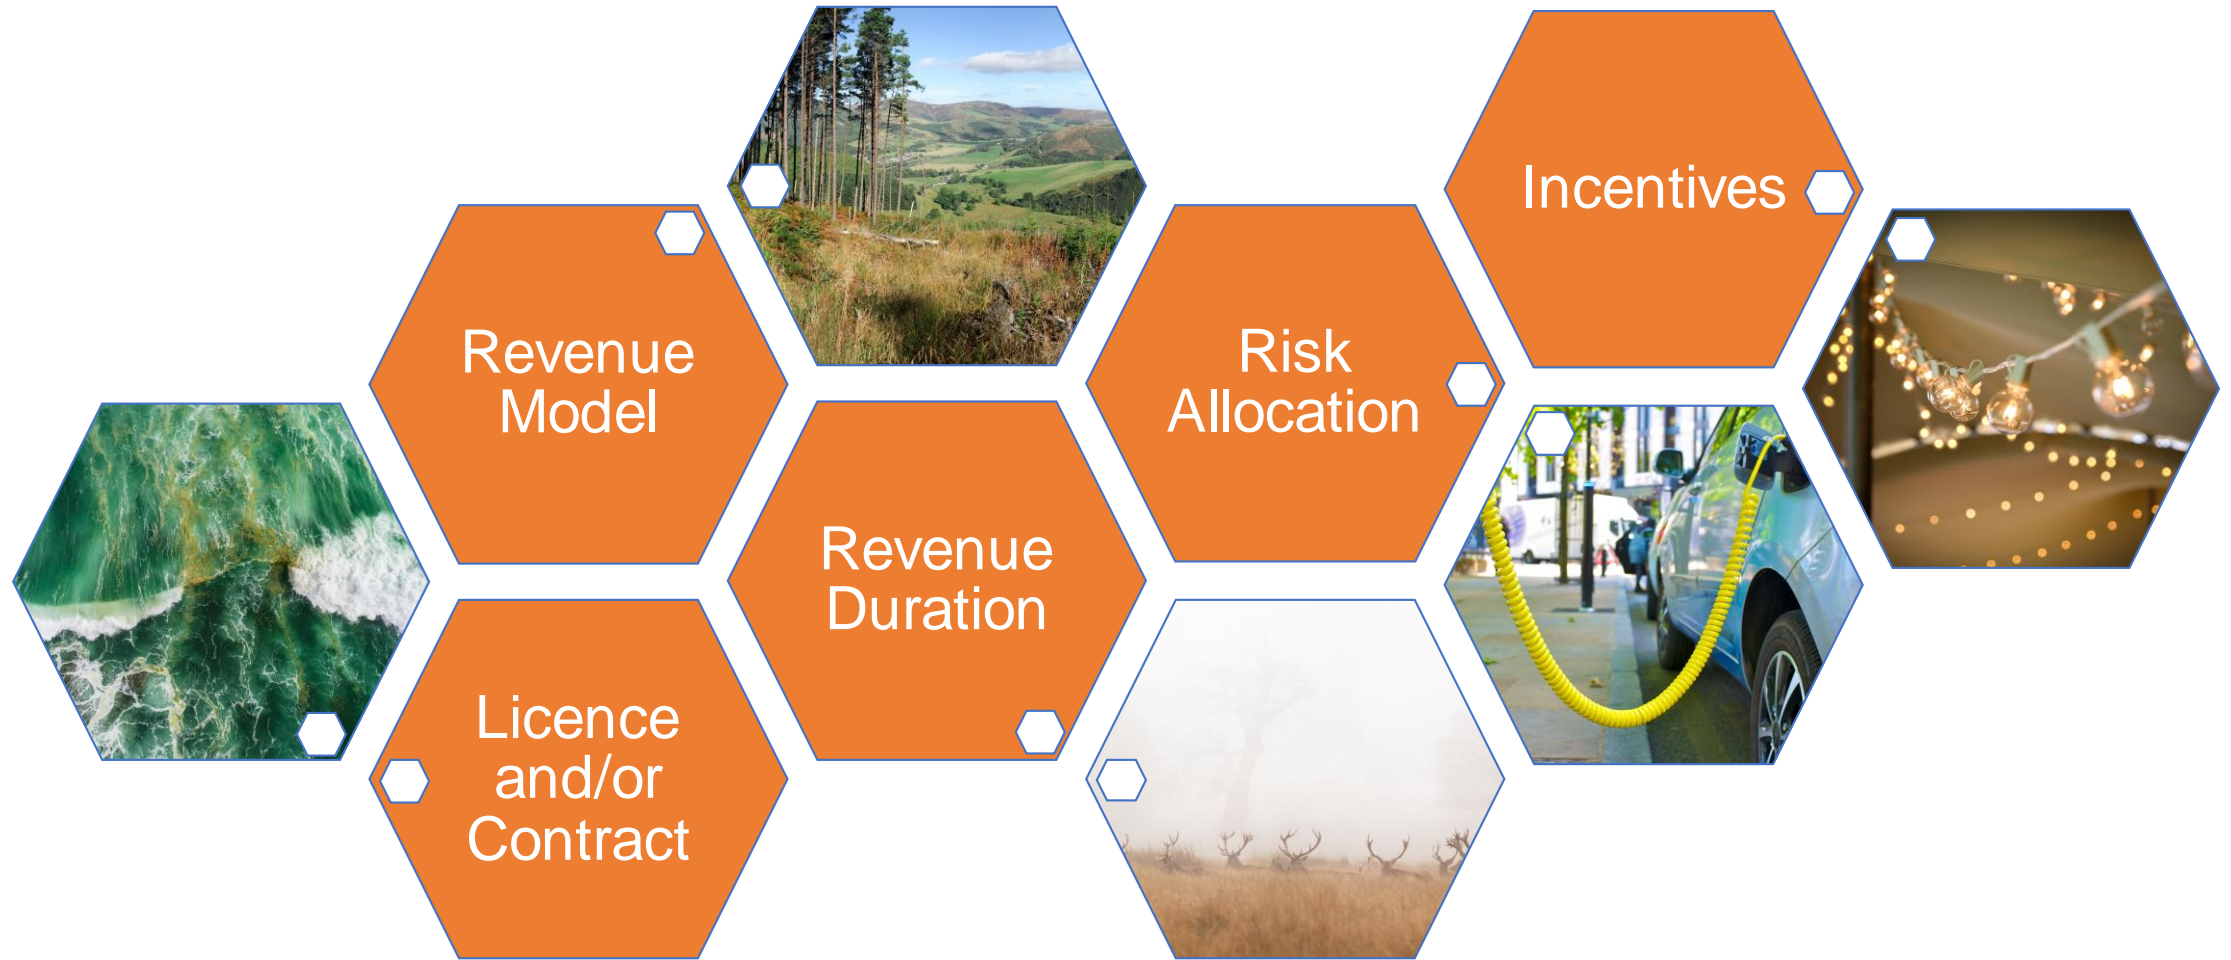 Revenue
Model
Licence
and/or
Contract
Revenue
Duration
Risk
Allocation
Incentives